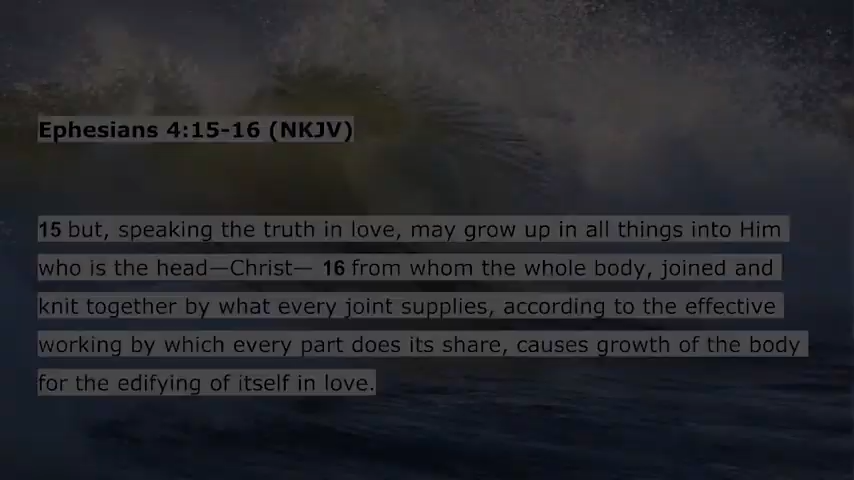 Ephesians 4:15-16 (NKJV)
15 but, speaking the truth in love, may grow up in all things into Him
who is the head—Christ— 16 from whom the whole body, joined and
knit together by what every joint supplies, according to the effective
working by which every part does its share, causes growth of the body
for the edifying of itself in love.